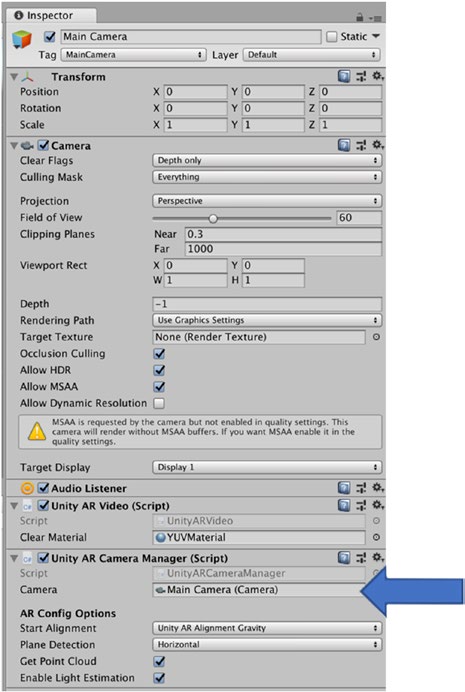 Inspector
Main Camera Static
Tag MainCamera Layer Default
Transform
Position X 0 Y 0 Z 0
Rotation X 0 Y 0 Z 0
Scale X 1 Y 1 Z 1
Camera
Clear Flags Depth only
Culling Mask Everything
Projection Perspective
Field of View 60
Clipping Planes Near 0.3
Far 1000
Viewport Rect X 0 Y 0
W 1 H 1
Depth -1
Rendering Path Use Graphics Settings
Target Texture None (Render Texture)
Occlusion Culling
Allow HDR
Allow MSAA
Allow Dynamic Resolution
MSAA is requested by the camera but not enabled in quality settings. This
camera will render without MSAA buffers. If you want MSAA enable it in the
quality settings.
Target Display Display 1
Audio Listener
Unity AR Video (Script)
Script UnityARVideo
Clear Material YUVMaterial
Unity AR Camera Manager (Script)
Script UnityARCameraManager
Camera Main Camera (Camera)
AR Config Options
Start Alignment Unity AR Alignment Gravity
Plane Detection Horizontal
Get Point Cloud
Enable Light Estimation